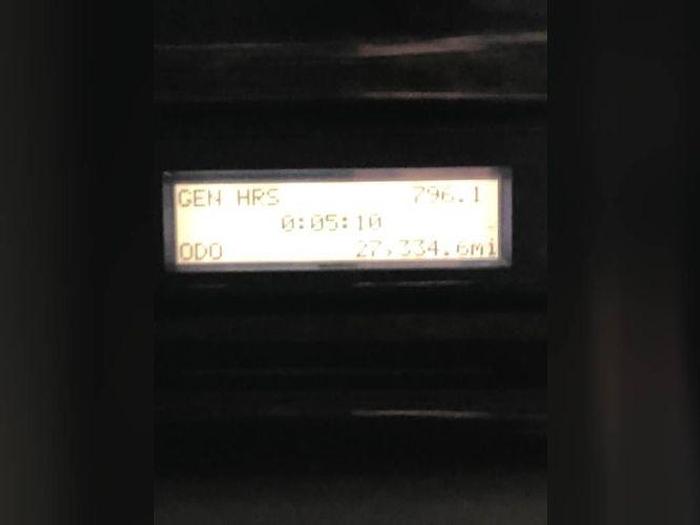 GEN HRS 796.1
0:05:10
ODO 27,334.6mi